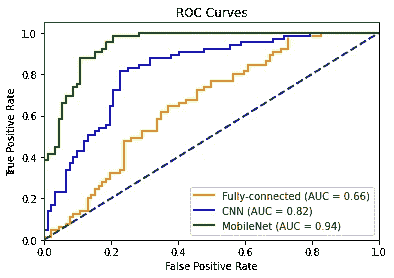 ROC Curves
True Positive Rate
1.0
0.8
0.6
0.4
0.2
0.0
Fully-connected (AUC = 0.66)
CNN (AUC = 0.82)
MobileNet (AUC = 0.94)
0.0 0.2 0.4 0.6 0.8 1.0
False Positive Rate